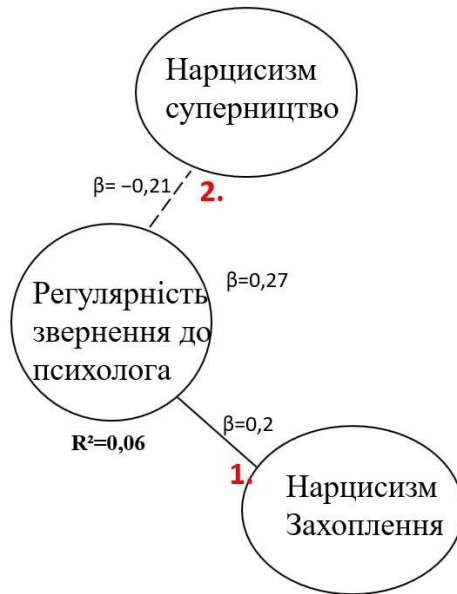 Нарцисизм
суперництво
β= −0,21
2.
Регулярність
звернення до
психолога
β=0,27
R²=0,06
β=0,2
1.
Нарцисизм
Захоплення